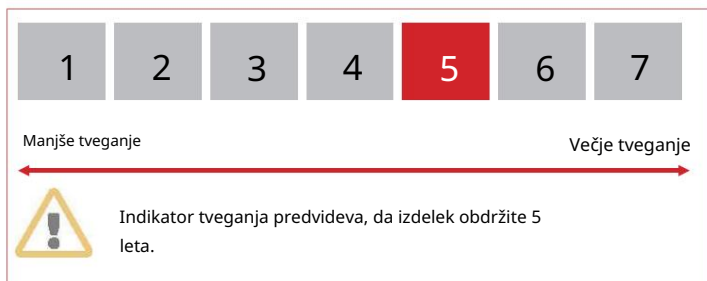 1 2 3 4 5 6 7
Manjše tveganje Večje tveganje
Indikator tveganja predvideva, da izdelek obdržite 5
leta.